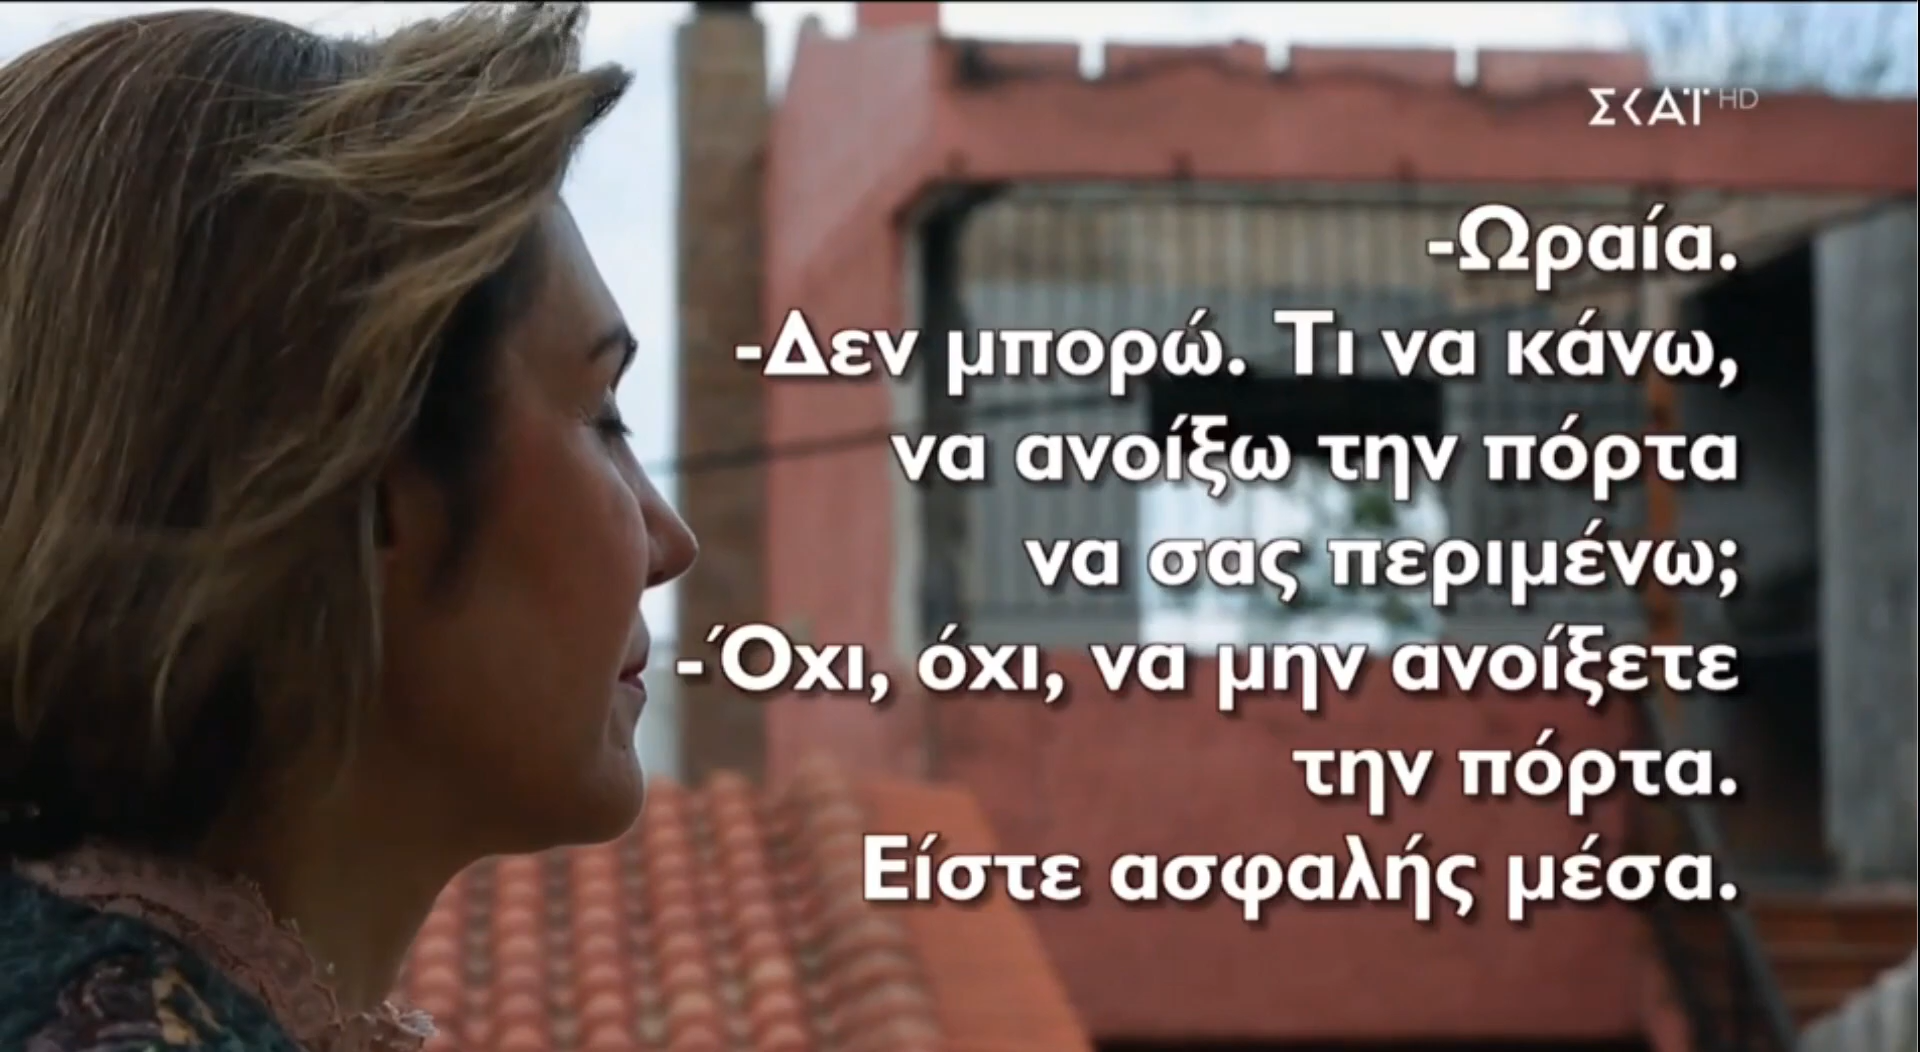 ΣΚΑΪ HD
-Ωραία.
-Δεν μπορώ. Τι να κάνω,
να ανοίξω την πόρτα
να σας περιμένω;
-Όχι, όχι, να μην ανοίξετε
την πόρτα.
Είστε ασφαλής μέσα.